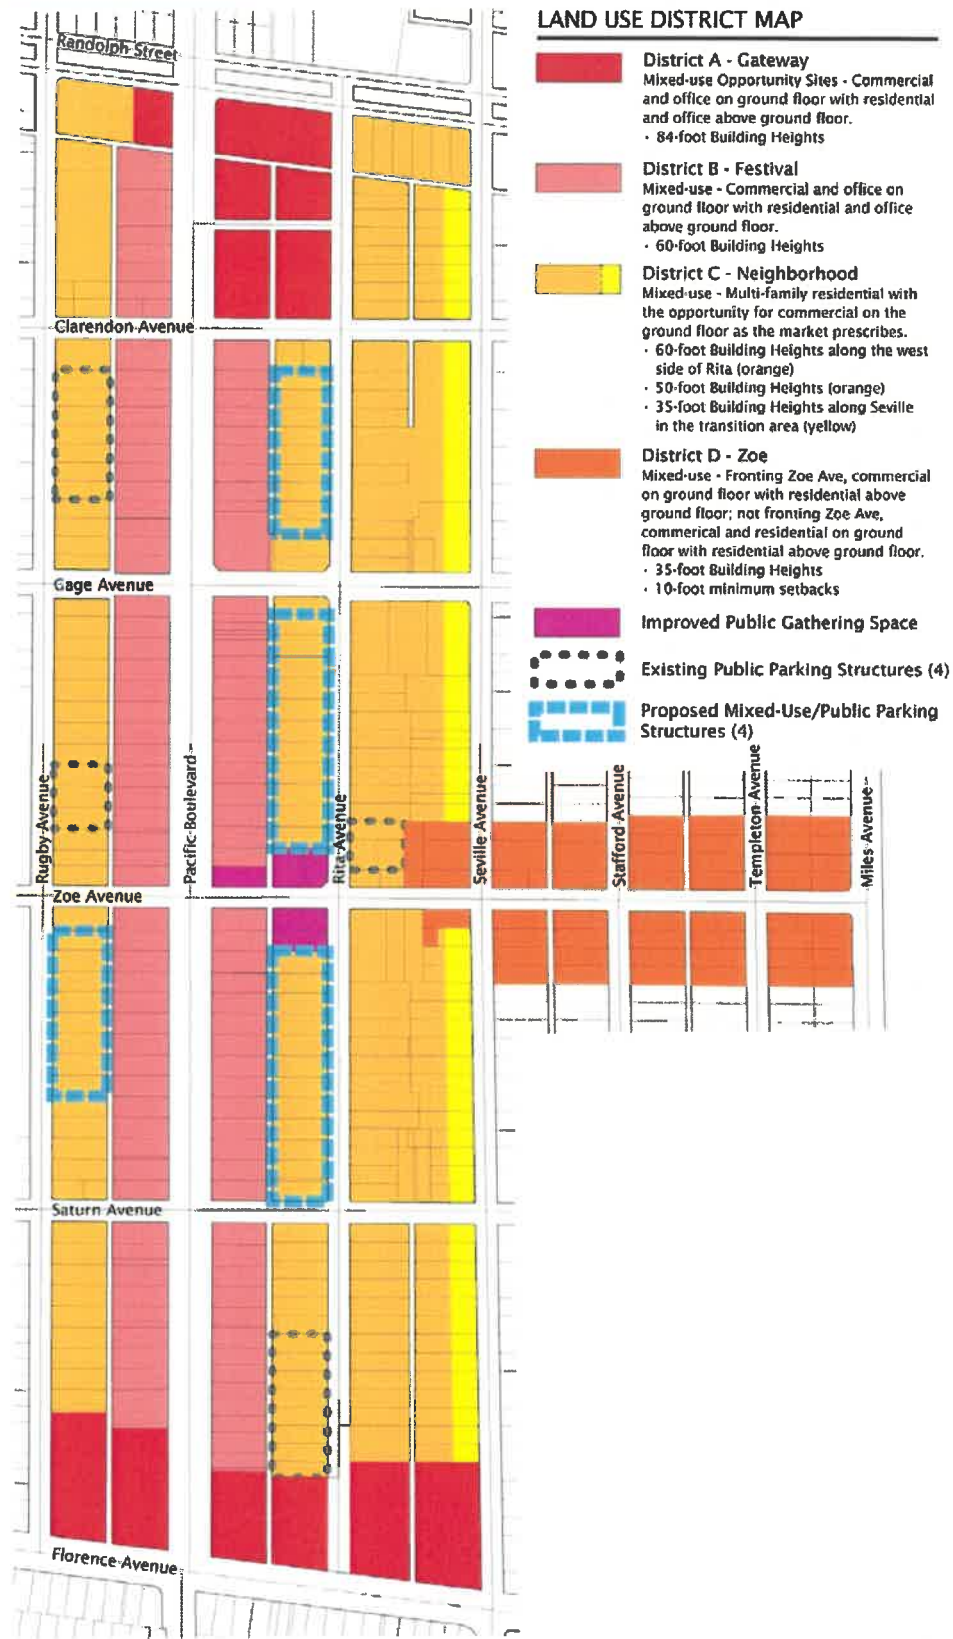 LAND USE DISTRICT MAP
District A - Gateway
Mixed-use Opportunity Sites - Commercial
and office on ground floor with residential
and office above ground floor.
· 84-foot Building Heights
District B - Festival
Mixed-use - Commercial and office on
ground floor with residential and office
above ground floor.
· 60-foot Building Heights
District C - Neighborhood
Mixed-use - Multi-family residential with
the opportunity for commercial on the
ground floor as the market prescribes.
· 60-foot Building Heights along the west
side of Rita (orange)
· 50-foot Building Heights (orange)
· 35-foot Building Heights along Seville
in the transition area (yellow)
District D - Zoe
Mixed-use - Fronting Zoe Ave, commercial
on ground floor with residential above
ground floor; not fronting Zoe Ave,
commerical and residential on ground
floor with residential above ground floor.
· 35-foot Building Heights
· 10-foot minimum setbacks
Improved Public Gathering Space
Existing Public Parking Structures (4)
Proposed Mixed-Use/Public Parking
Structures (4)
Randolph Street
Clarendon Avenue
Gage Avenue
Rugby Avenue
Pacific Boulevard
Rita Avenue
Seville Avenue
Stafford Avenue
Templeton Avenue
Miles Avenue
Zoe Avenue
Saturn Avenue
Florence Avenue